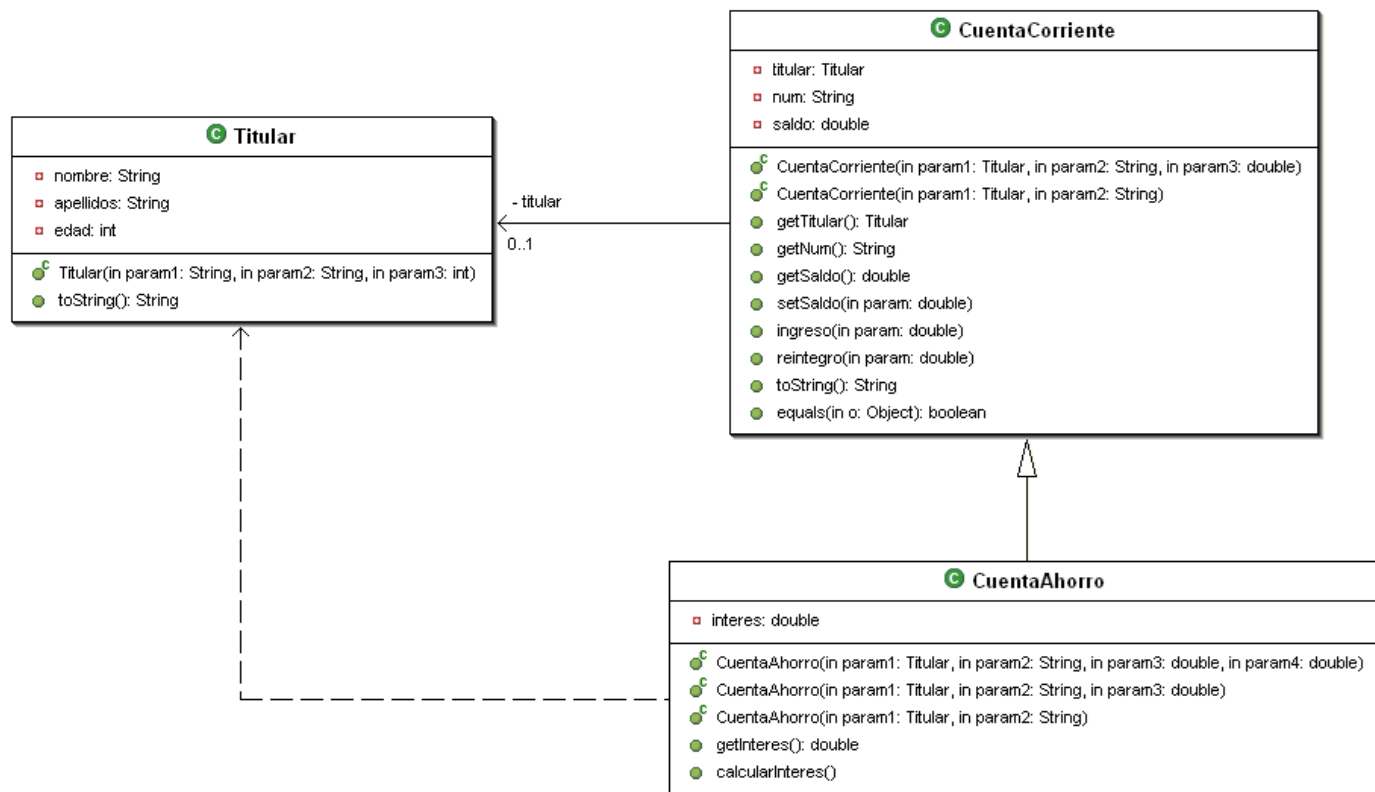 Titular
nombre: String
apellidos: String
edad: int
Titular(in param1: String, in param2: String, in param3: int)
toString(): String
- titular
0..1
CuentaCorriente
titular: Titular
num: String
saldo: double
CuentaCorriente(in param1: Titular, in param2: String, in param3: double)
CuentaCorriente(in param1: Titular, in param2: String)
getTitular(): Titular
getNum(): String
getSaldo(): double
setSaldo(in param: double)
ingreso(in param: double)
reintegro(in param: double)
toString(): String
equals(in o: Object): boolean
CuentaAhorro
interes: double
CuentaAhorro(in param1: Titular, in param2: String, in param3: double, in param4: double)
CuentaAhorro(in param1: Titular, in param2: String, in param3: double)
CuentaAhorro(in param1: Titular, in param2: String)
getInteres(): double
calcularInteres()